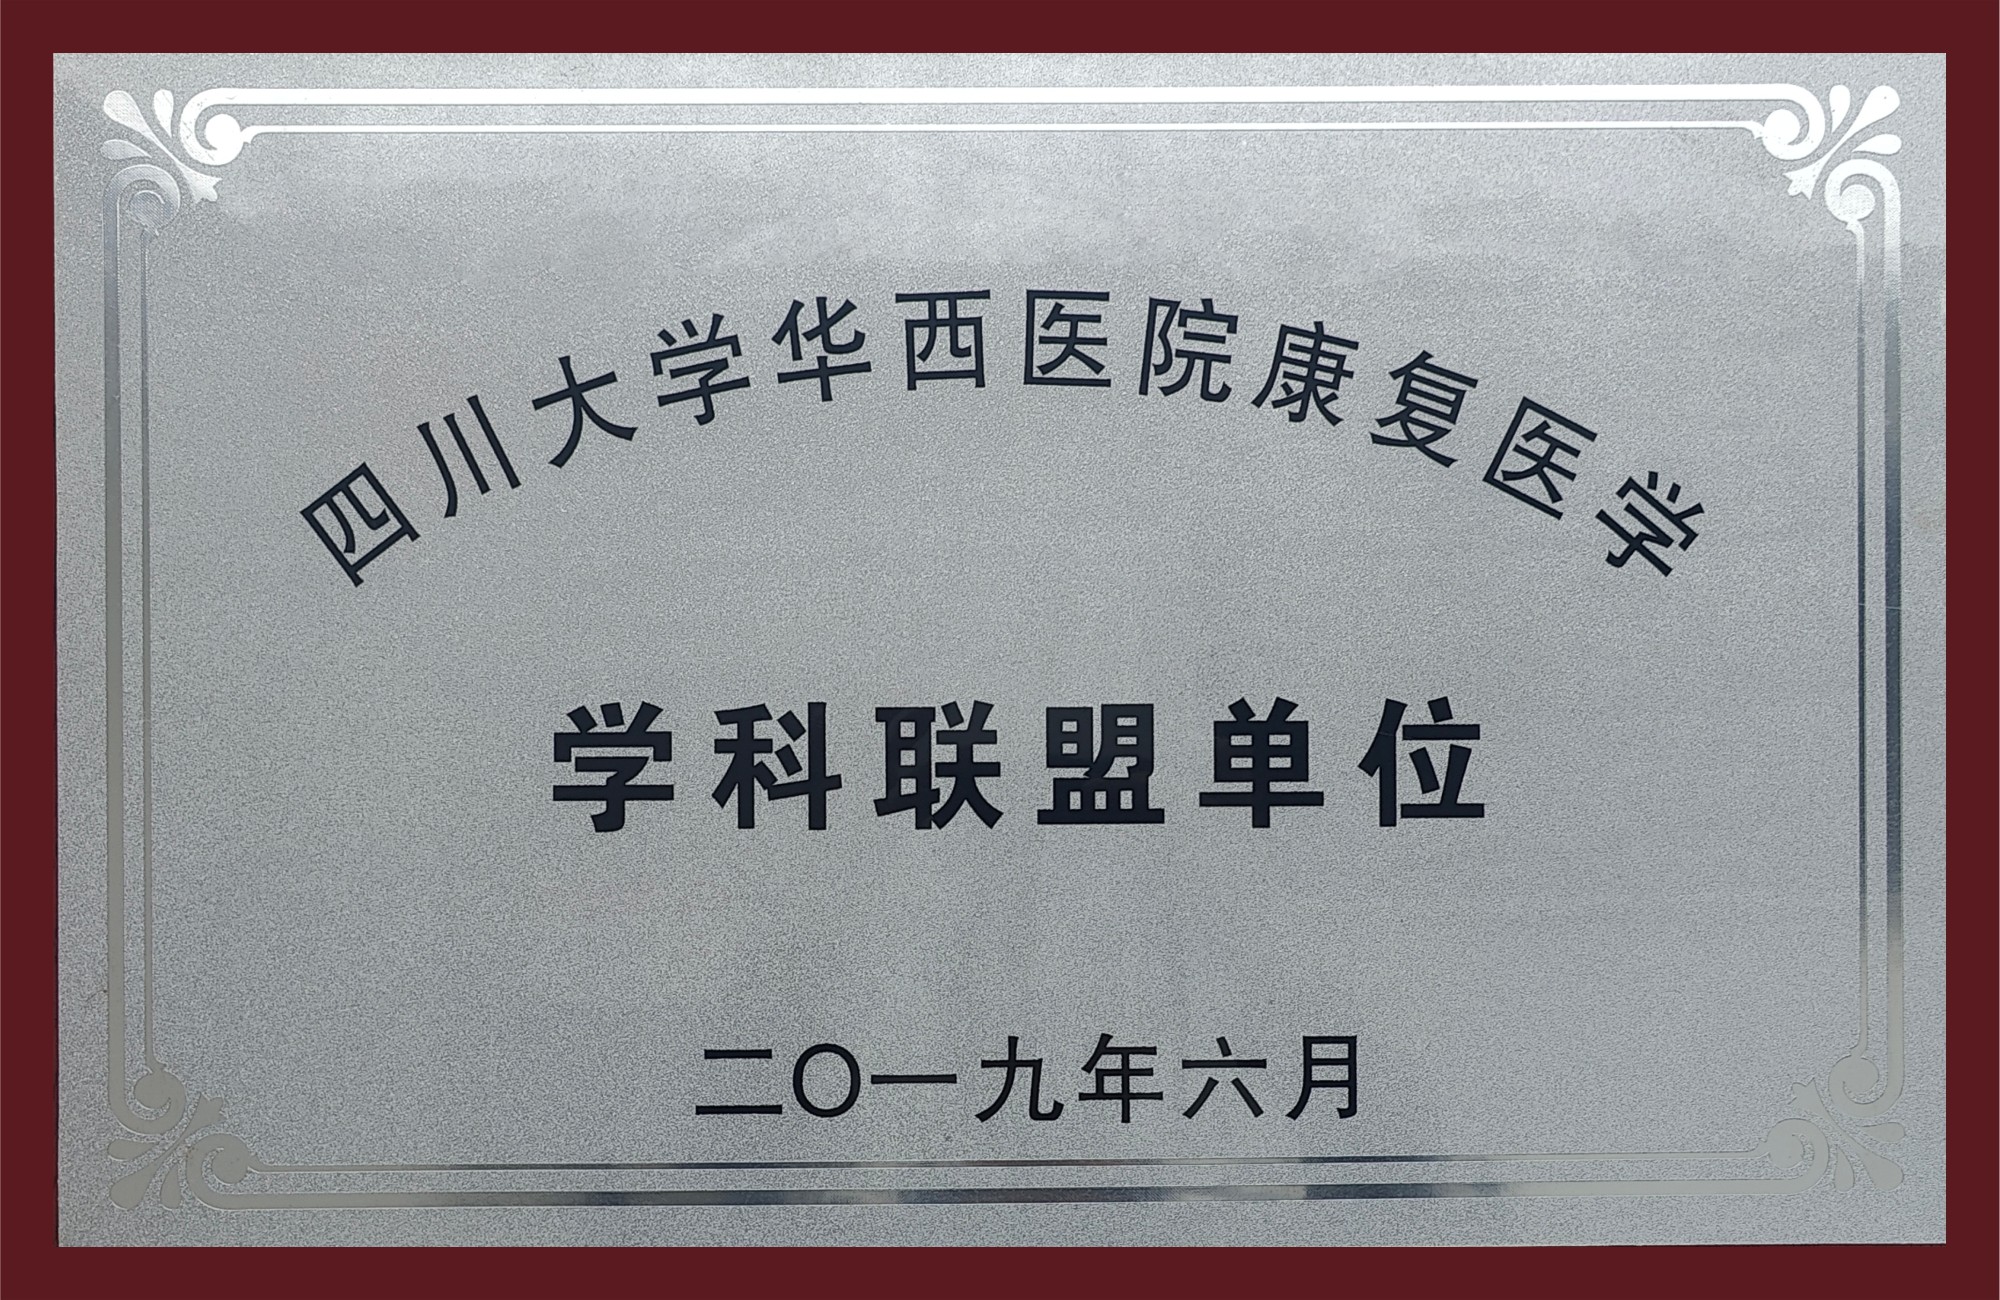 四川大学华西医院康复医学
学科联盟单位
二〇一九年六月